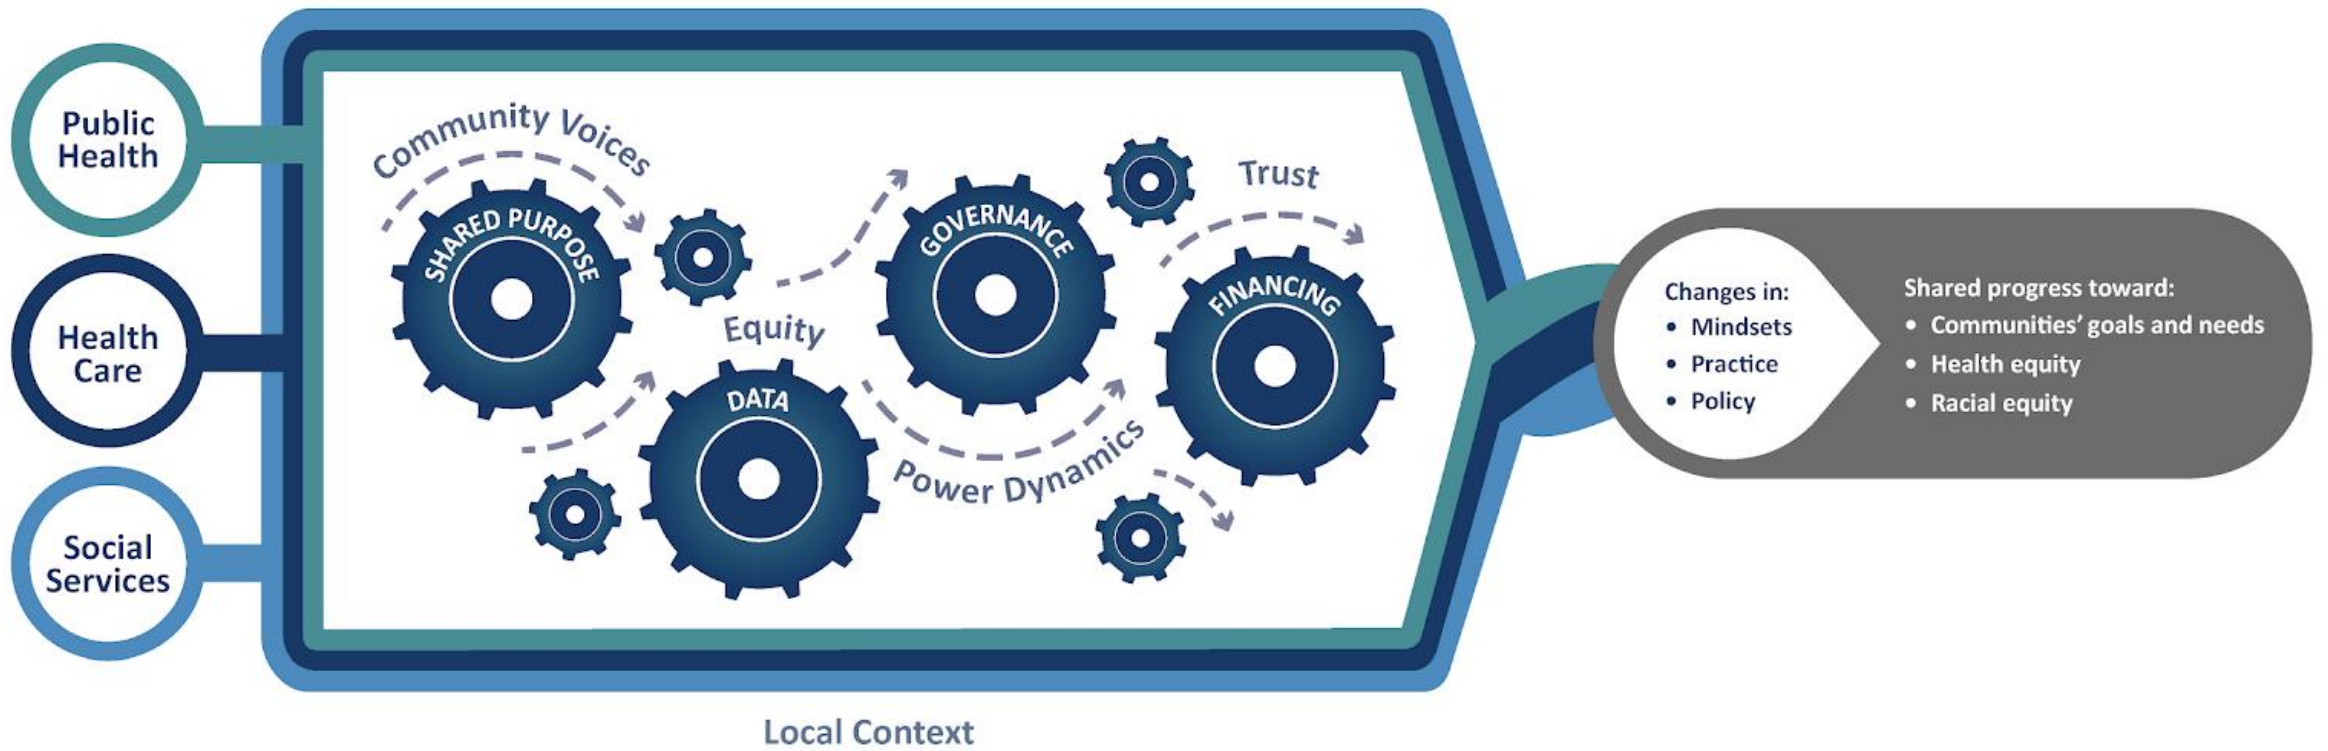 Public
Health
Health
Care
Social
Services
Community Voices
SHARED PURPOSE
Equity
DATA
GOVERNANCE
Power Dynamics
Trust
FINANCING
Changes in:
• Mindsets
• Practice
• Policy
Shared progress toward:
• Communities’ goals and needs
• Health equity
• Racial equity
Local Context